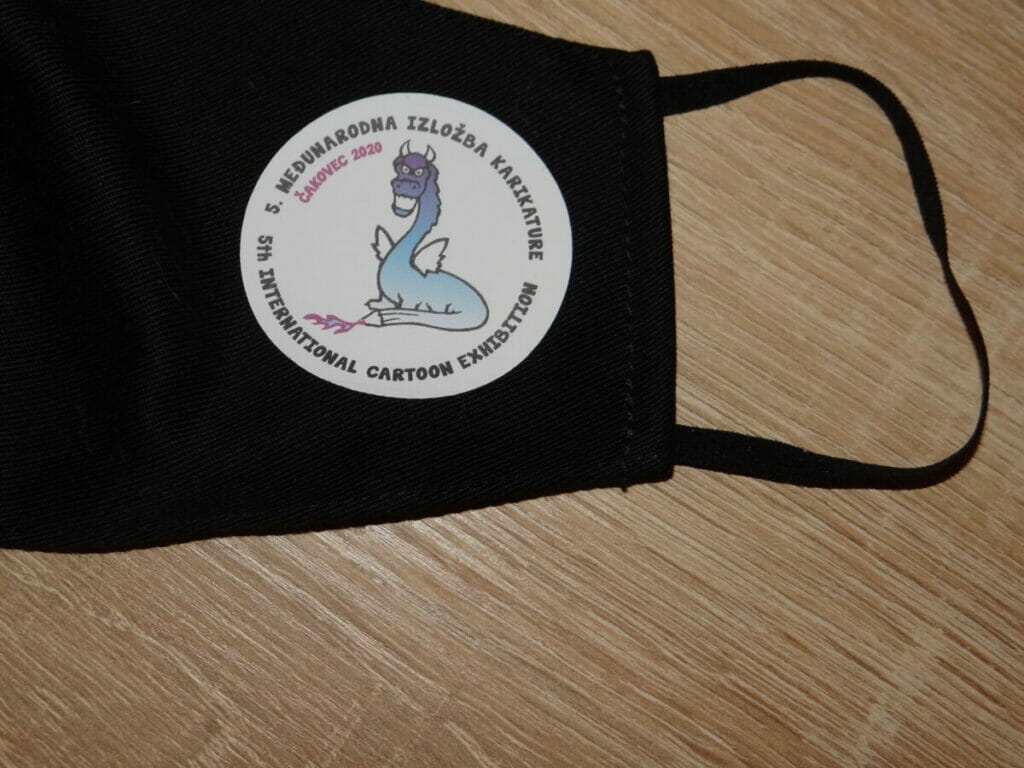 5. MEĐUNARODNA IZLOŽBA KARIKATURE
ČAKOVEC 2020
5th INTERNATIONAL CARTOON EXHIBITION